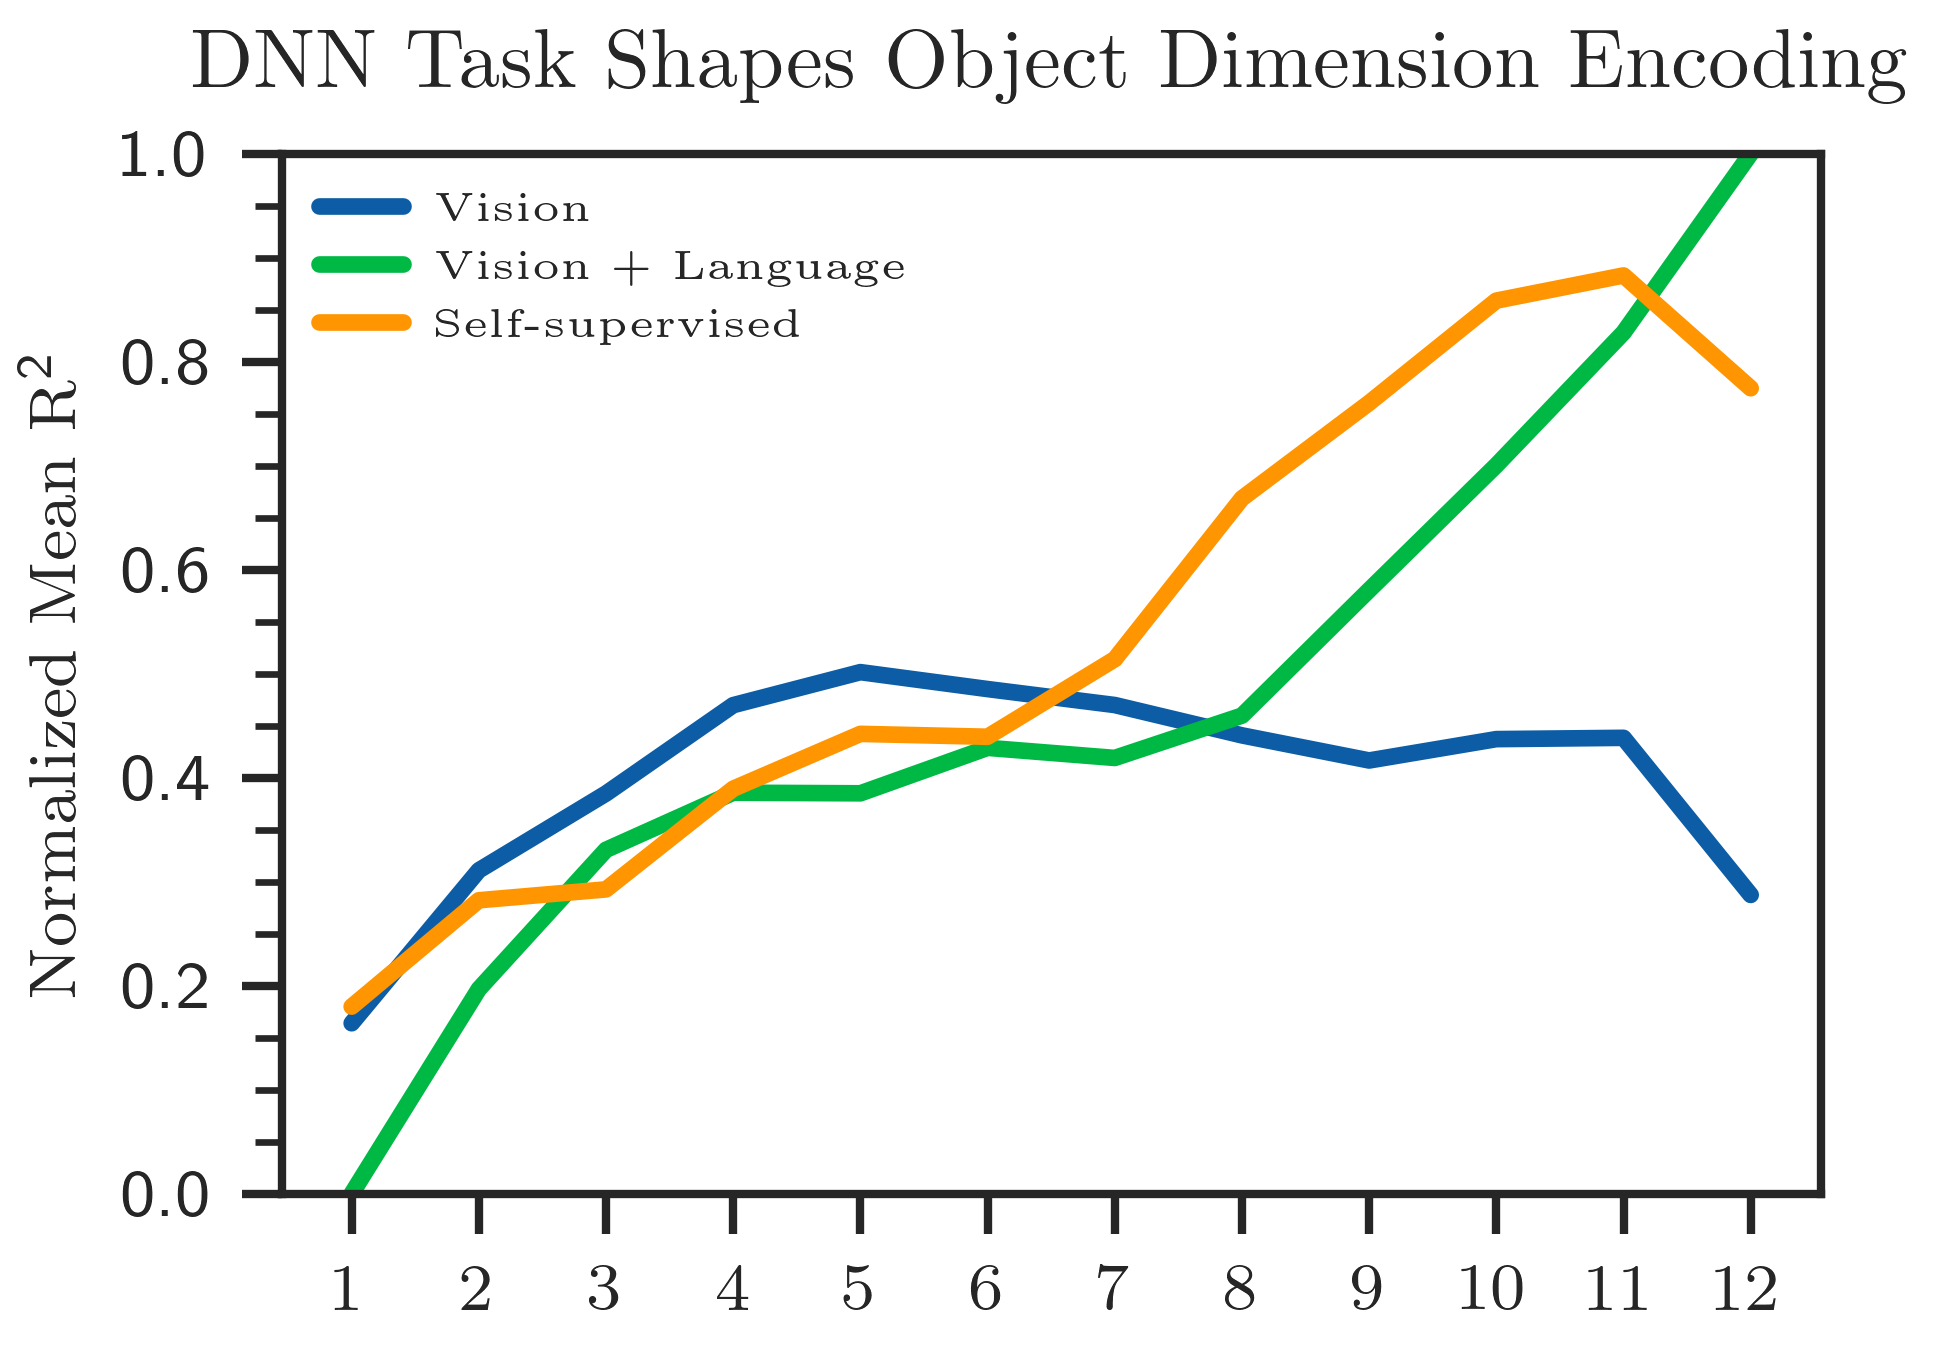 DNN Task Shapes Object Dimension Encoding
1.0
0.8
0.6
0.4
0.2
0.0
Normalized Mean R²
Vision
Vision + Language
Self-supervised
1 2 3 4 5 6 7 8 9 10 11 12